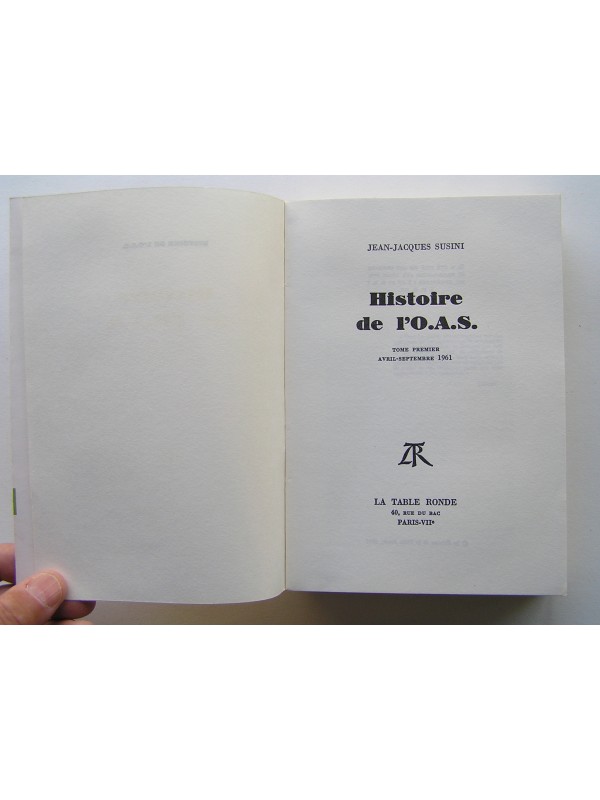 JEAN-JACQUES SUSINI
Histoire
de l'O.A.S.
TOME PREMIER
AVRIL-SEPTEMBRE 1961
LTR
LA TABLE RONDE
40, RUE DU BAC
PARIS-VIIe